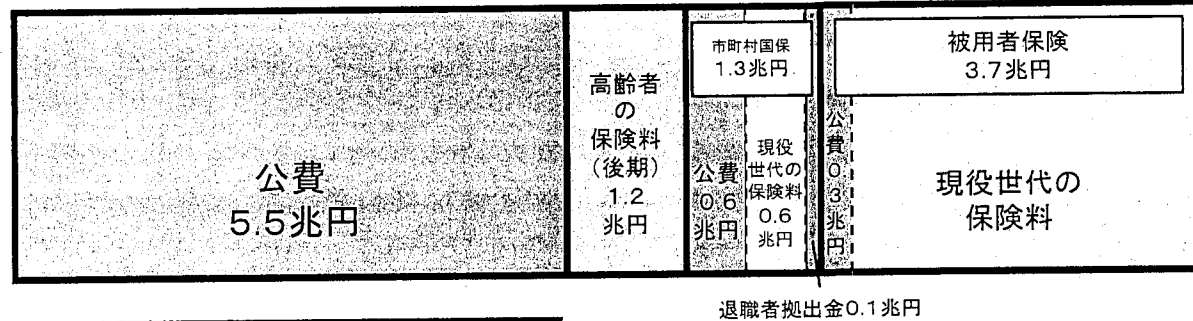 公費
5.5兆円
高齢者
の
保険料
(後期)
1.2
兆円
市町村国保
1.3兆円
公費
0.6
兆円
現役
世代の
保険料
0.6
兆円
公費0.3兆円
被用者保険
3.7兆円
現役世代の
保険料
退職者拠出金0.1兆円